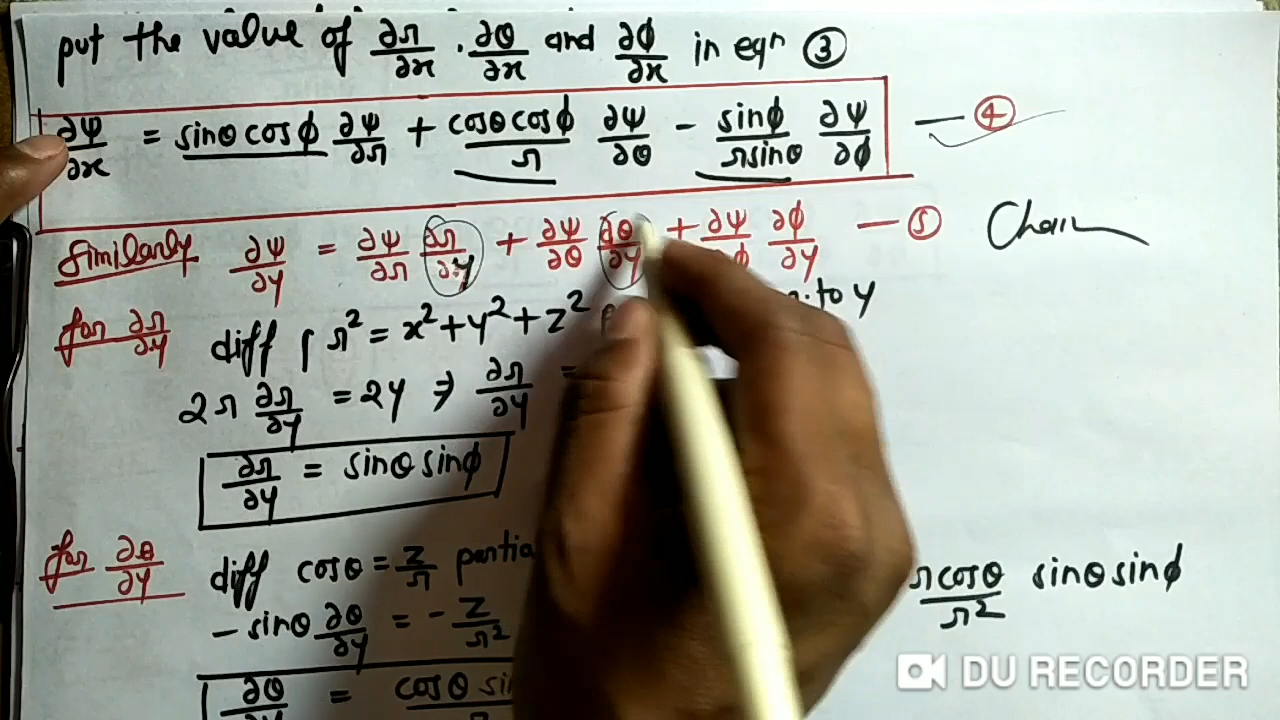 put the value of ∂r/∂x . ∂θ/∂x and ∂ϕ/∂x in eqn ③
∂ψ/∂x = sinθ cosϕ ∂ψ/∂r + cosθ cosϕ/r ∂ψ/∂θ - sinϕ/r sinθ ∂ψ/∂ϕ — ④
Similarly ∂ψ/∂y = ∂ψ/∂r ∂r/∂y + ∂ψ/∂θ ∂θ/∂y + ∂ψ/∂ϕ ∂ϕ/∂y — ⑤ Chain
for ∂r/∂y diff r² = x² + y² + z² to y
2r ∂r/∂y = 2y ⇒ ∂r/∂y =
∂r/∂y = sinθ sinϕ
for ∂θ/∂y diff cosθ = z/r r cosθ/r² sinθ sinϕ
- sinθ ∂θ/∂y = - z/r²
∂θ/∂y = cosθ
DU RECORDER